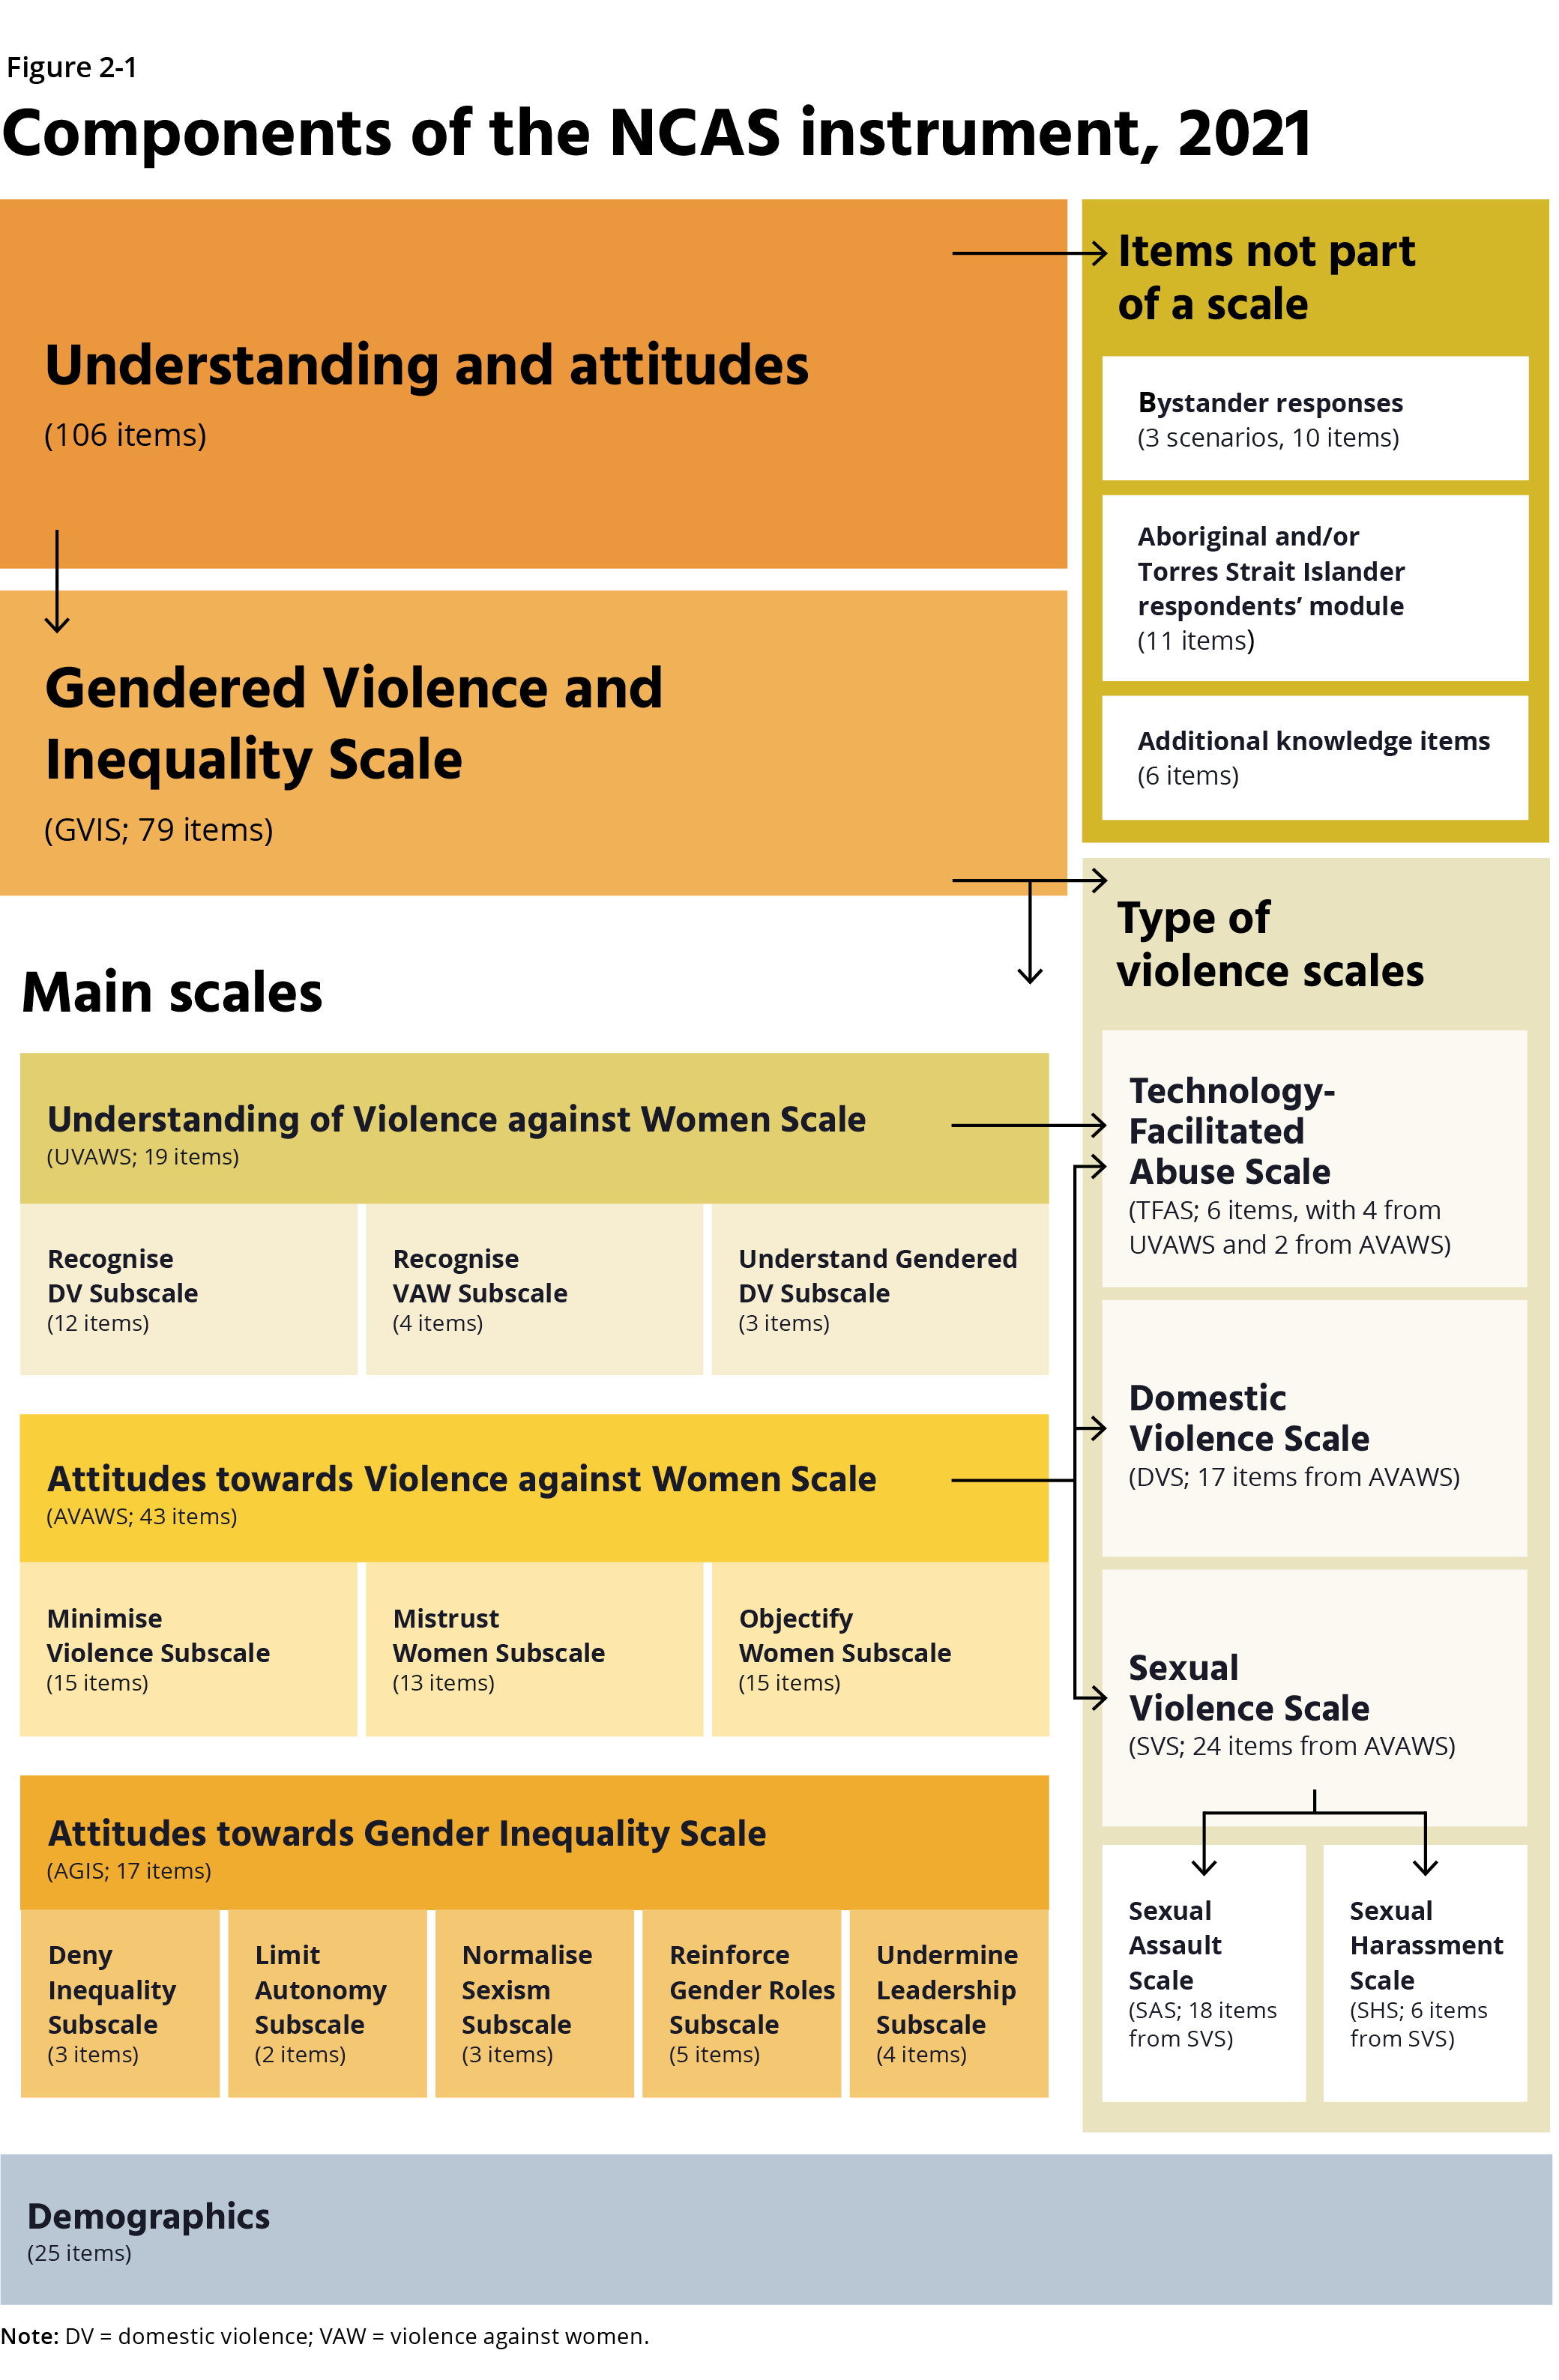 Figure 2-1
Components of the NCAS instrument, 2021
Understanding and attitudes
(106 items)
Gendered Violence and
Inequality Scale
(GVIS; 79 items)
Items not part
of a scale
Bystander responses
(3 scenarios, 10 items)
Aboriginal and/or
Torres Strait Islander
respondents’ module
(11 items)
Additional knowledge items
(6 items)
Main scales
Understanding of Violence against Women Scale
(UVAWS; 19 items)
Recognise
DV Subscale
(12 items)
Recognise
VAW Subscale
(4 items)
Understand Gendered
DV Subscale
(3 items)
Attitudes towards Violence against Women Scale
(AVAWS; 43 items)
Minimise
Violence Subscale
(15 items)
Mistrust
Women Subscale
(13 items)
Objectify
Women Subscale
(15 items)
Attitudes towards Gender Inequality Scale
(AGIS; 17 items)
Deny
Inequality
Subscale
(3 items)
Limit
Autonomy
Subscale
(2 items)
Normalise
Sexism
Subscale
(3 items)
Reinforce
Gender Roles
Subscale
(5 items)
Undermine
Leadership
Subscale
(4 items)
Type of
violence scales
Technology-
Facilitated
Abuse Scale
(TFAS; 6 items, with 4 from
UVAWS and 2 from AVAWS)
Domestic
Violence Scale
(DVS; 17 items from AVAWS)
Sexual
Violence Scale
(SVS; 24 items from AVAWS)
Sexual
Assault
Scale
(SAS; 18 items
from SVS)
Sexual
Harassment
Scale
(SHS; 6 items
from SVS)
Demographics
(25 items)
Note: DV = domestic violence; VAW = violence against women.